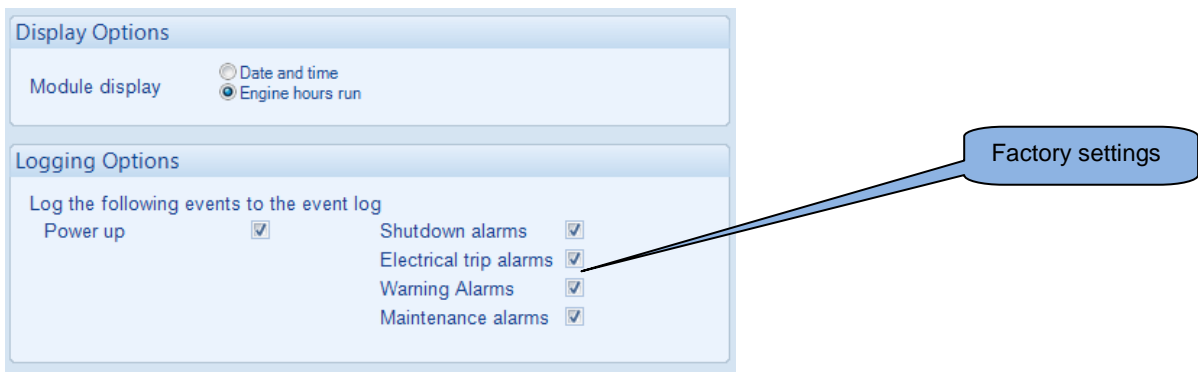 Display Options
Module display
Date and time
Engine hours run
Logging Options
Log the following events to the event log
Power up
Shutdown alarms
Electrical trip alarms
Warning Alarms
Maintenance alarms
Factory settings